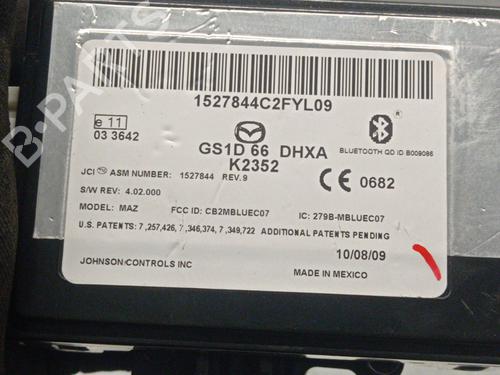 1527844C2FYL09
e 11
03 3642
GS1D 66 DHXA
K2352
BLUETOOTH QD ID B009086
JCI ASM NUMBER: 1527844 REV. 9
0682
S/W REV: 4.02.000
MODEL: MAZ FCC ID: CB2MBLUEC07 IC: 279B-MBLUEC07
U.S. PATENTS: 7,257,426, 7,346,374, 7,349,722 ADDITIONAL PATENTS PENDING
10/08/09
JOHNSON CONTROLS INC
MADE IN MEXICO
B-PARTS